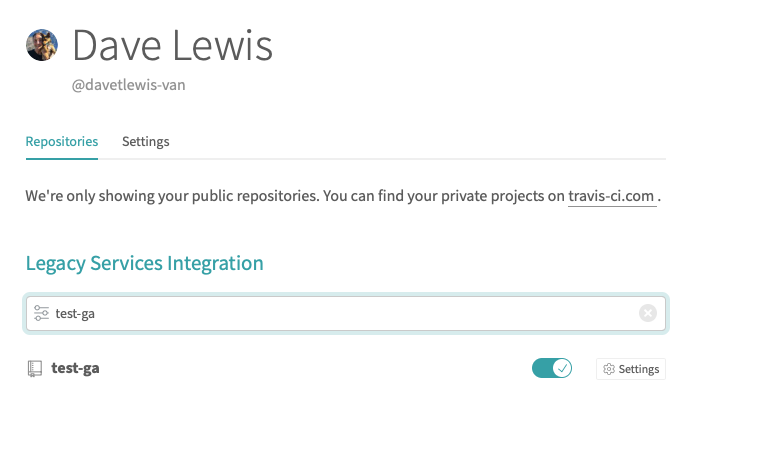 Dave Lewis
@davetlewis-van
Repositories Settings
We're only showing your public repositories. You can find your private projects on travis-ci.com .
Legacy Services Integration
test-ga
test-ga Settings